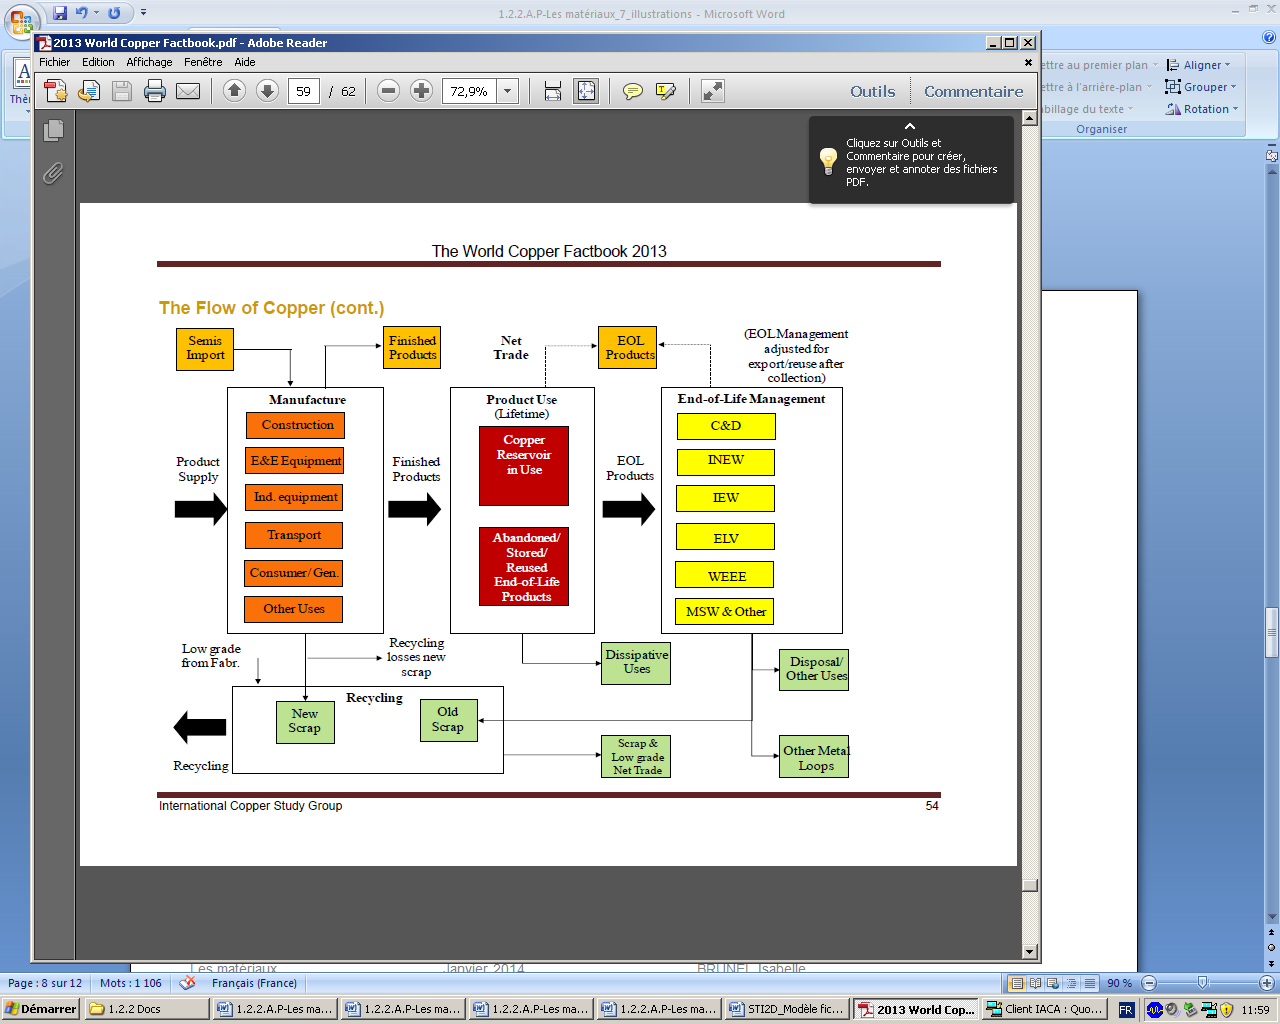 1.2.2.A.P-Les matériaux_7_illustrations - Microsoft Word
2013 World Copper Factbook.pdf - Adobe Reader
Fichier Edition Affichage Fenêtre Aide
59 / 62 72,9% Outils Commentaire
ettre au premier plan Aligner
ettre à l'arrière-plan Grouper
abillage du texte Rotation
Organiser
Thèr
Cliquez sur Outils et
Commentaire pour créer,
envoyer et annoter des fichiers
PDF.
The World Copper Factbook 2013
The Flow of Copper (cont.)
Semis
Import
Finished
Products
Net
Trade
EOL
Products
(EOL Management
adjusted for
export/reuse after
collection)
Manufacture
Construction
E&E Equipment
Ind. equipment
Transport
Consumer/ Gen.
Other Uses
Product
Supply
Finished
Products
Product Use
(Lifetime)
Copper
Reservoir
in Use
Abandoned/
Stored/
Reused
End-of-Life
Products
EOL
Products
End-of-Life Management
C&D
INEW
IEW
ELV
WEEE
MSW & Other
Low grade
from Fabr.
Recycling
losses new
scrap
Dissipative
Uses
Disposal/
Other Uses
Recycling
New
Scrap
Old
Scrap
Recycling
Scrap &
Low grade
Net Trade
Other Metal
Loops
International Copper Study Group 54
Les matériaux Janvier 2014 BRUNEL Isabelle
Page : 8 sur 12 Mots : 1 106 Français (France) 90 %
Démarrer 1.2.2 Docs 1.2.2.A.P-Les ma... 1.2.2.A.P-Les ma... 1.2.2.A.P-Les ma... 1.2.2.A.P-Les ma... STI2D_Modèle fic... 2013 World Cop... Client IACA : Quo... FR 11:59